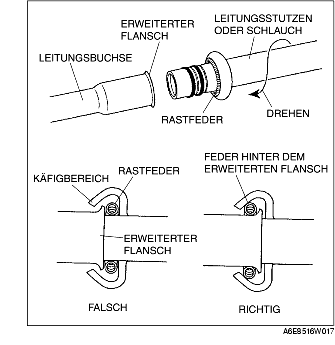 ERWEITERTER
FLANSCH
LEITUNGSSTUTZEN
ODER SCHLAUCH
LEITUNGSBUCHSE
RASTFEDER
DREHEN
KÄFIGBEREICH
RASTFEDER
FEDER HINTER DEM
ERWEITERTEN FLANSCH
ERWEITERTER
FLANSCH
FALSCH
RICHTIG
A6E8516W017